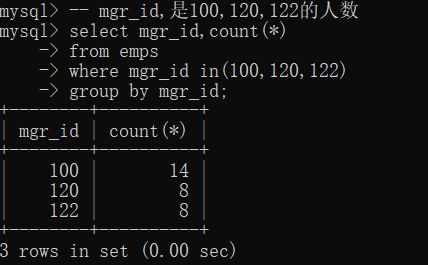 mysql> -- mgr_id,是100,120,122的人数
mysql> select mgr_id,count(*)
    -> from emps
    -> where mgr_id in(100,120,122)
    -> group by mgr_id;
+--------+----------+
| mgr_id | count(*) |
+--------+----------+
|    100 |       14 |
|    120 |        8 |
|    122 |        8 |
+--------+----------+
3 rows in set (0.00 sec)